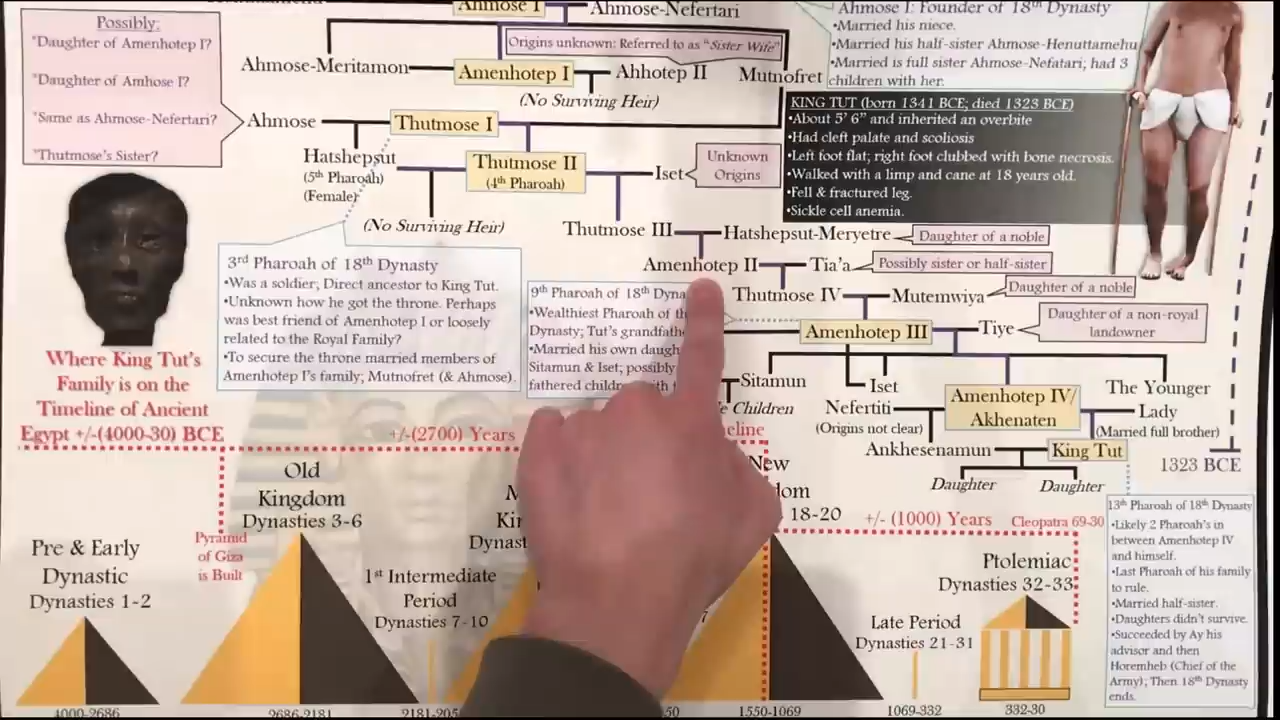 Possibly:
*Daughter of Amenhotep I?
*Daughter of Amhose I?
*Same as Ahmose-Nefertari?
*Thutmose's Sister?
Ahmose I
Ahmose-Nefertari
Origins unknown: Referred to as "Sister Wife"
Ahmose-Meritamon
Amenhotep I
Ahhotep II
Mutnofret
(No Surviving Heir)
Ahmose
Thutmose I
Hatshepsut
(5th Pharoah)
(Female)
Thutmose II
(4th Pharoah)
Iset
Unknown
Origins
(No Surviving Heir)
Thutmose III
Hatshepsut-Meryetre
Daughter of a noble
Amenhotep II
Tia'a
Possibly sister or half-sister
Thutmose IV
Mutemwiya
Daughter of a noble
Amenhotep III
Tiye
Daughter of a non-royal
landowner
Sitamun
Iset
Children
Nefertiti
(Origins not clear)
Amenhotep IV/
Akhenaten
The Younger
Lady
(Married full brother)
Ankhesenamun
King Tut
Daughter
Daughter
1323 BCE
Ahmose I: Founder of 18th Dynasty
•Married his niece.
•Married his half-sister Ahmose-Henuttamehu
•Married is full sister Ahmose-Nefatari; had 3
children with her.
KING TUT (born 1341 BCE; died 1323 BCE)
•About 5' 6" and inherited an overbite
•Had cleft palate and scoliosis
•Left foot flat; right foot clubbed with bone necrosis.
•Walked with a limp and cane at 18 years old.
•Fell & fractured leg.
•Sickle cell anemia.
3rd Pharoah of 18th Dynasty
•Was a soldier; Direct ancestor to King Tut.
•Unknown how he got the throne. Perhaps
was best friend of Amenhotep I or loosely
related to the Royal Family?
•To secure the throne married members of
Amenhotep I's family; Mutnofret (& Ahmose).
9th Pharoah of 18th Dyna
•Wealthiest Pharoah of th
Dynasty; Tut's grandfathe
•Married his own daugh
Sitamun & Iset; possibly
fathered childr
Where King Tut's
Family is on the
Timeline of Ancient
Egypt +/-(4000-30) BCE
+/-(2700) Years
eline
+/- (1000) Years
Cleopatra 69-30
Pyramid
of Giza
is Built
Pre & Early
Dynastic
Dynasties 1-2
4000-2686
Old
Kingdom
Dynasties 3-6
2686-2181
1st Intermediate
Period
Dynasties 7-10
2181-205
M
Kin
Dynast
7
50
New
dom
18-20
1550-1069
Late Period
Dynasties 21-31
1069-332
Ptolemiac
Dynasties 32-33
332-30
13th Pharoah of 18th Dynasty
•Likely 2 Pharoah's in
between Amenhotep IV
and himself.
•Last Pharoah of his family
to rule.
•Married half-sister.
•Daughters didn't survive.
•Succeeded by Ay his
advisor and then
Horemheb (Chief of the
Army); Then 18th Dynasty
ends.